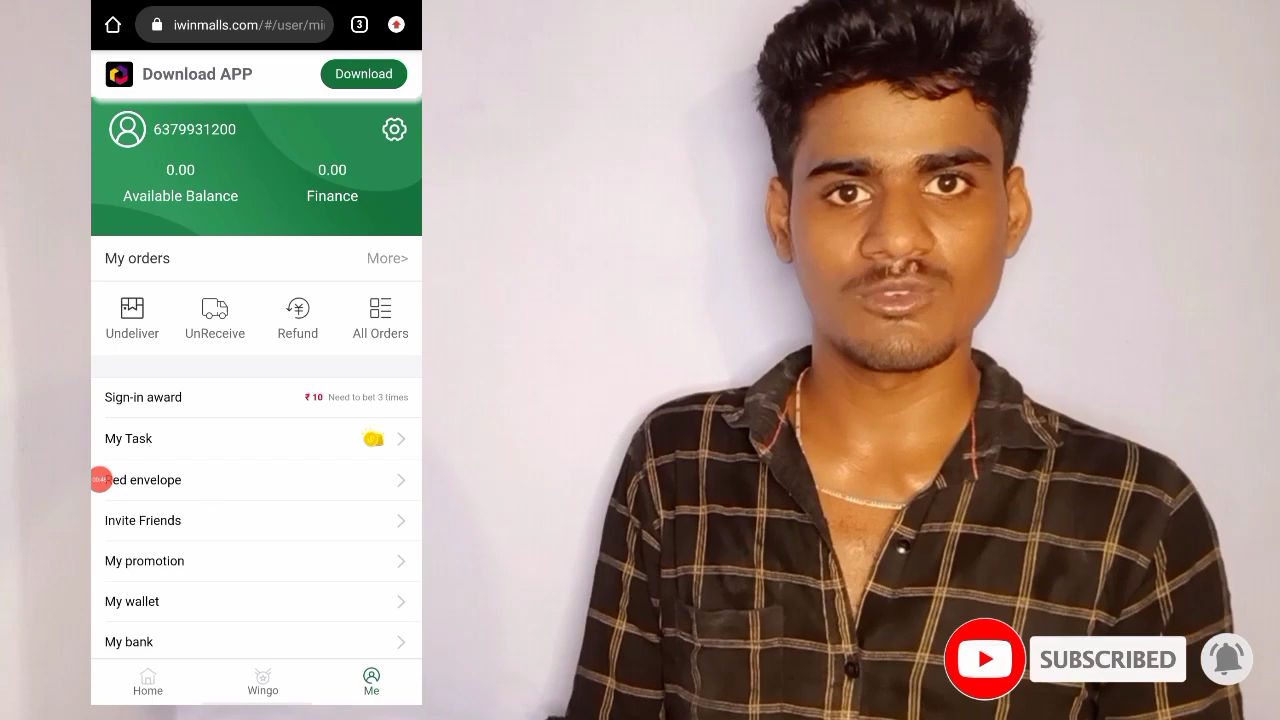 iwinmalls.com/#/user/mi
3
Download APP
Download
6379931200
0.00
0.00
Available Balance
Finance
My orders
More>
Undeliver
UnReceive
Refund
All Orders
Sign-in award
₹ 10 Need to bet 3 times
My Task
ed envelope
Invite Friends
My promotion
My wallet
My bank
Home
Wingo
Me
SUBSCRIBED